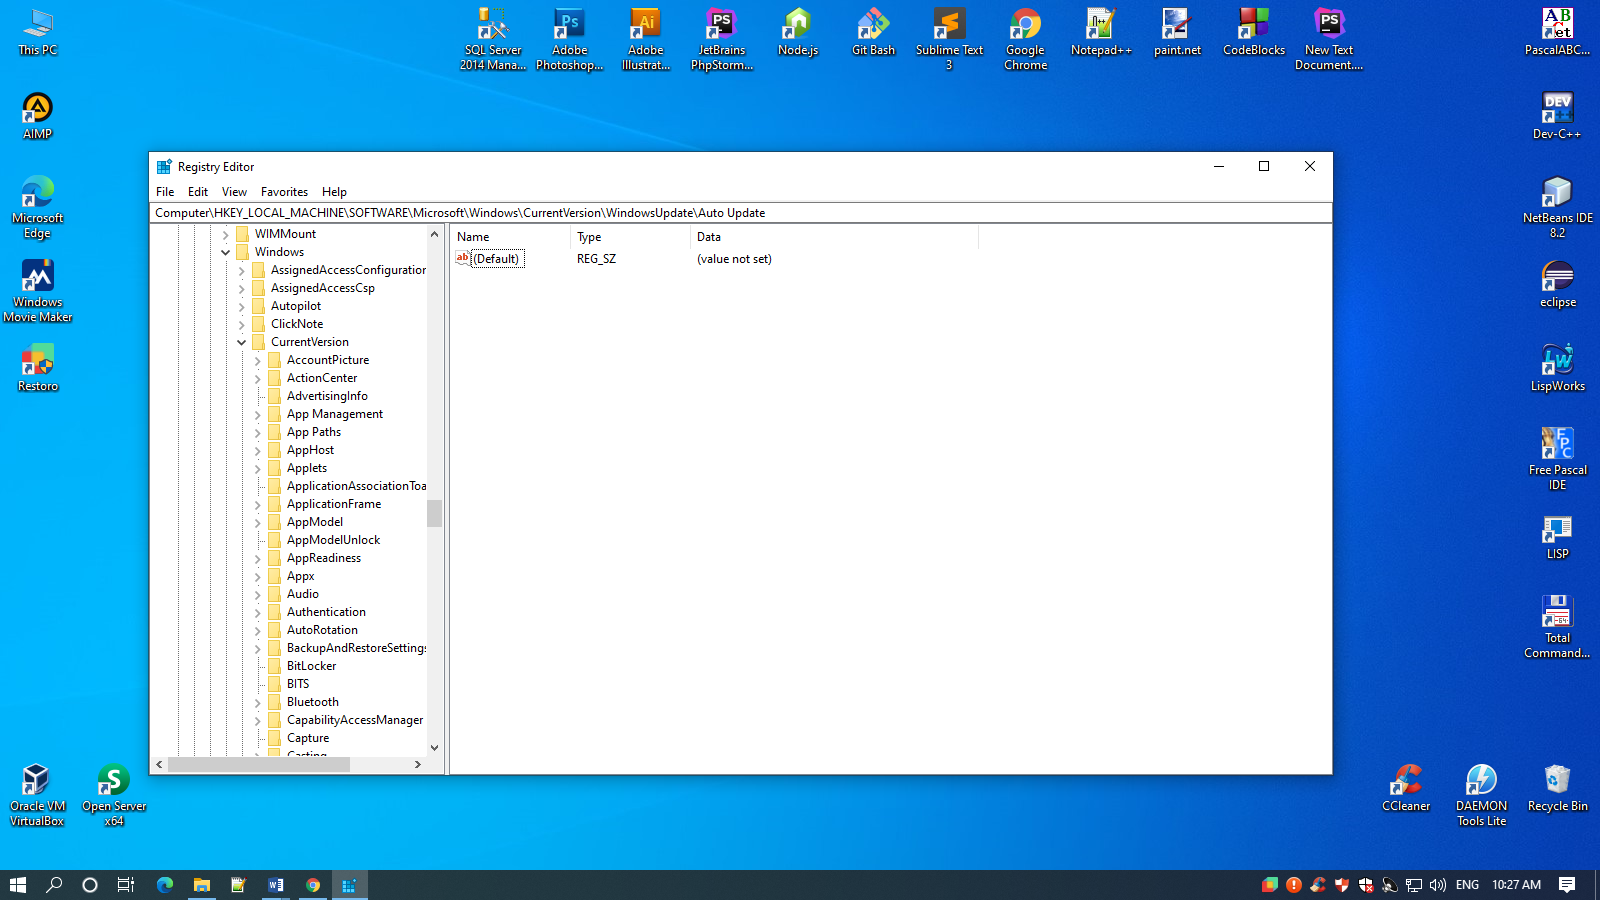 This PC
SQL Server
2014 Mana...
Adobe
Photoshop...
Adobe
Illustrat...
JetBrains
PhpStorm...
Node.js
Git Bash
Sublime Text
3
Google
Chrome
Notepad++
paint.net
CodeBlocks
New Text
Document....
PascalABC...
AIMP
Dev-C++
Microsoft
Edge
NetBeans IDE
8.2
Windows
Movie Maker
eclipse
Restoro
LispWorks
Free Pascal
IDE
LISP
Total
Command...
Registry Editor
File Edit View Favorites Help
Computer\HKEY_LOCAL_MACHINE\SOFTWARE\Microsoft\Windows\CurrentVersion\WindowsUpdate\Auto Update
WIMMount
Windows
AssignedAccessConfiguration
AssignedAccessCsp
Autopilot
ClickNote
CurrentVersion
AccountPicture
ActionCenter
AdvertisingInfo
App Management
App Paths
AppHost
Applets
ApplicationAssociationToa
ApplicationFrame
AppModel
AppModelUnlock
AppReadiness
Appx
Audio
Authentication
AutoRotation
BackupAndRestoreSettings
BitLocker
BITS
Bluetooth
CapabilityAccessManager
Capture
Casting
Name Type Data
ab (Default) REG_SZ (value not set)
Oracle VM
VirtualBox
Open Server
x64
CCleaner
DAEMON
Tools Lite
Recycle Bin
ENG 10:27 AM